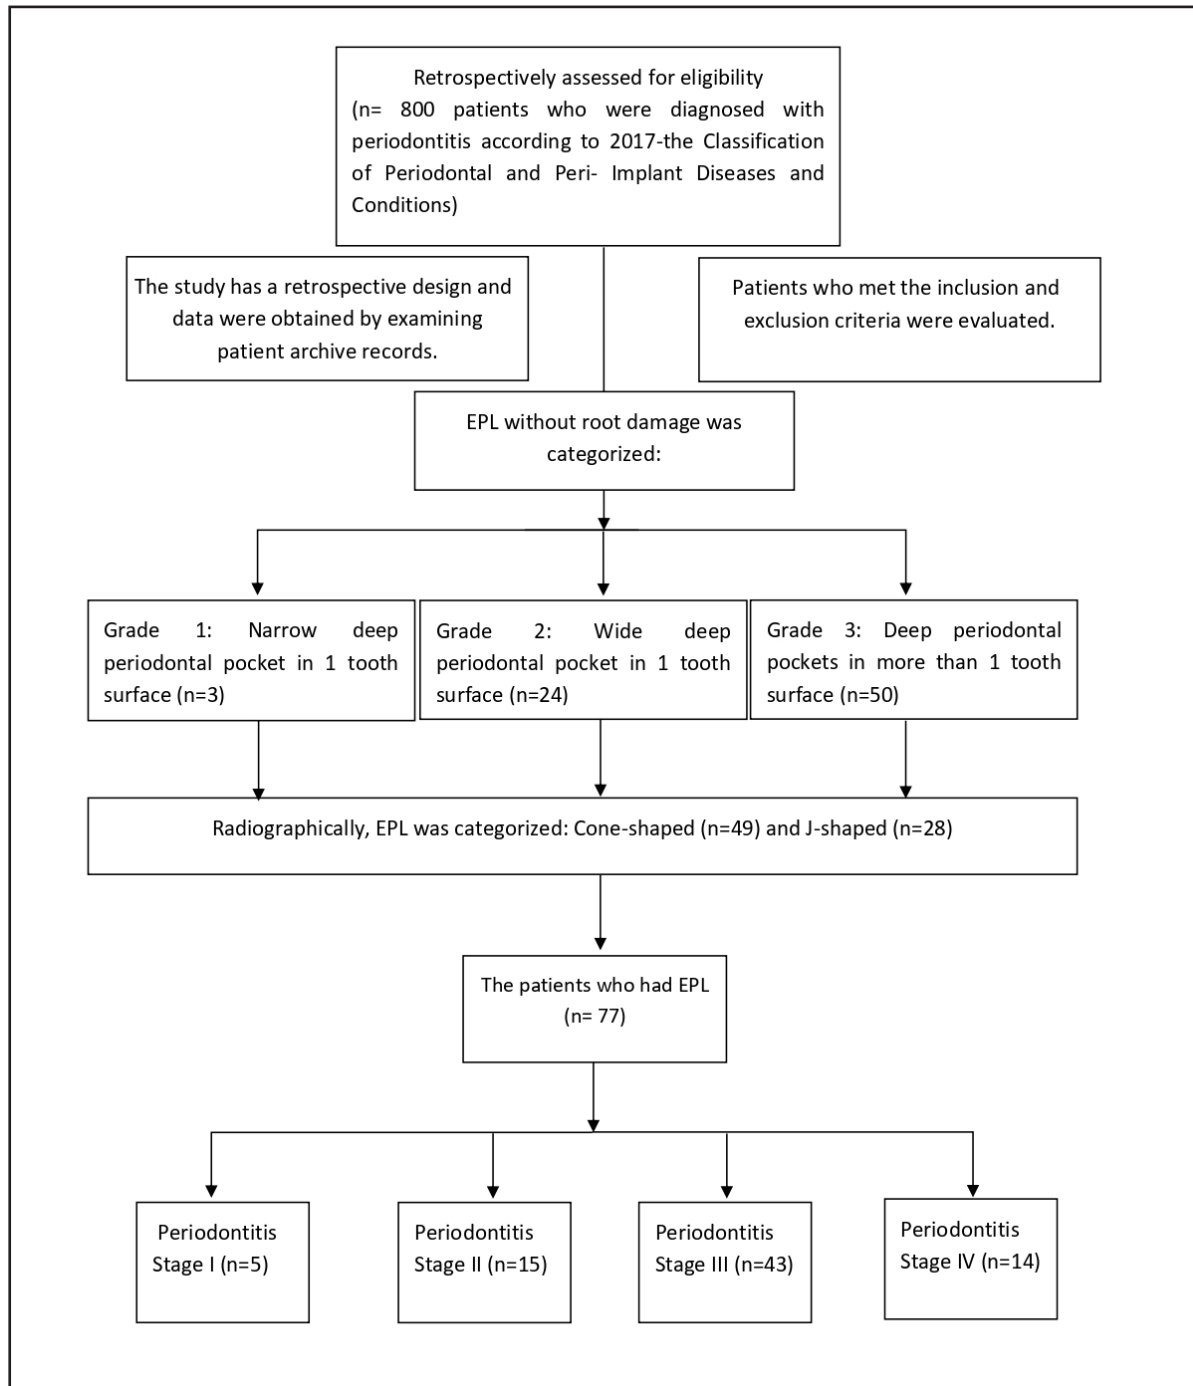 Retrospectively assessed for eligibility
(n= 800 patients who were diagnosed with
periodontitis according to 2017-the Classification
of Periodontal and Peri- Implant Diseases and
Conditions)
The study has a retrospective design and
data were obtained by examining
patient archive records.
Patients who met the inclusion and
exclusion criteria were evaluated.
EPL without root damage was
categorized:
Grade 1: Narrow deep
periodontal pocket in 1 tooth
surface (n=3)
Grade 2: Wide deep
periodontal pocket in 1 tooth
surface (n=24)
Grade 3: Deep periodontal
pockets in more than 1 tooth
surface (n=50)
Radiographically, EPL was categorized: Cone-shaped (n=49) and J-shaped (n=28)
The patients who had EPL
(n= 77)
Periodontitis
Stage I (n=5)
Periodontitis
Stage II (n=15)
Periodontitis
Stage III (n=43)
Periodontitis
Stage IV (n=14)